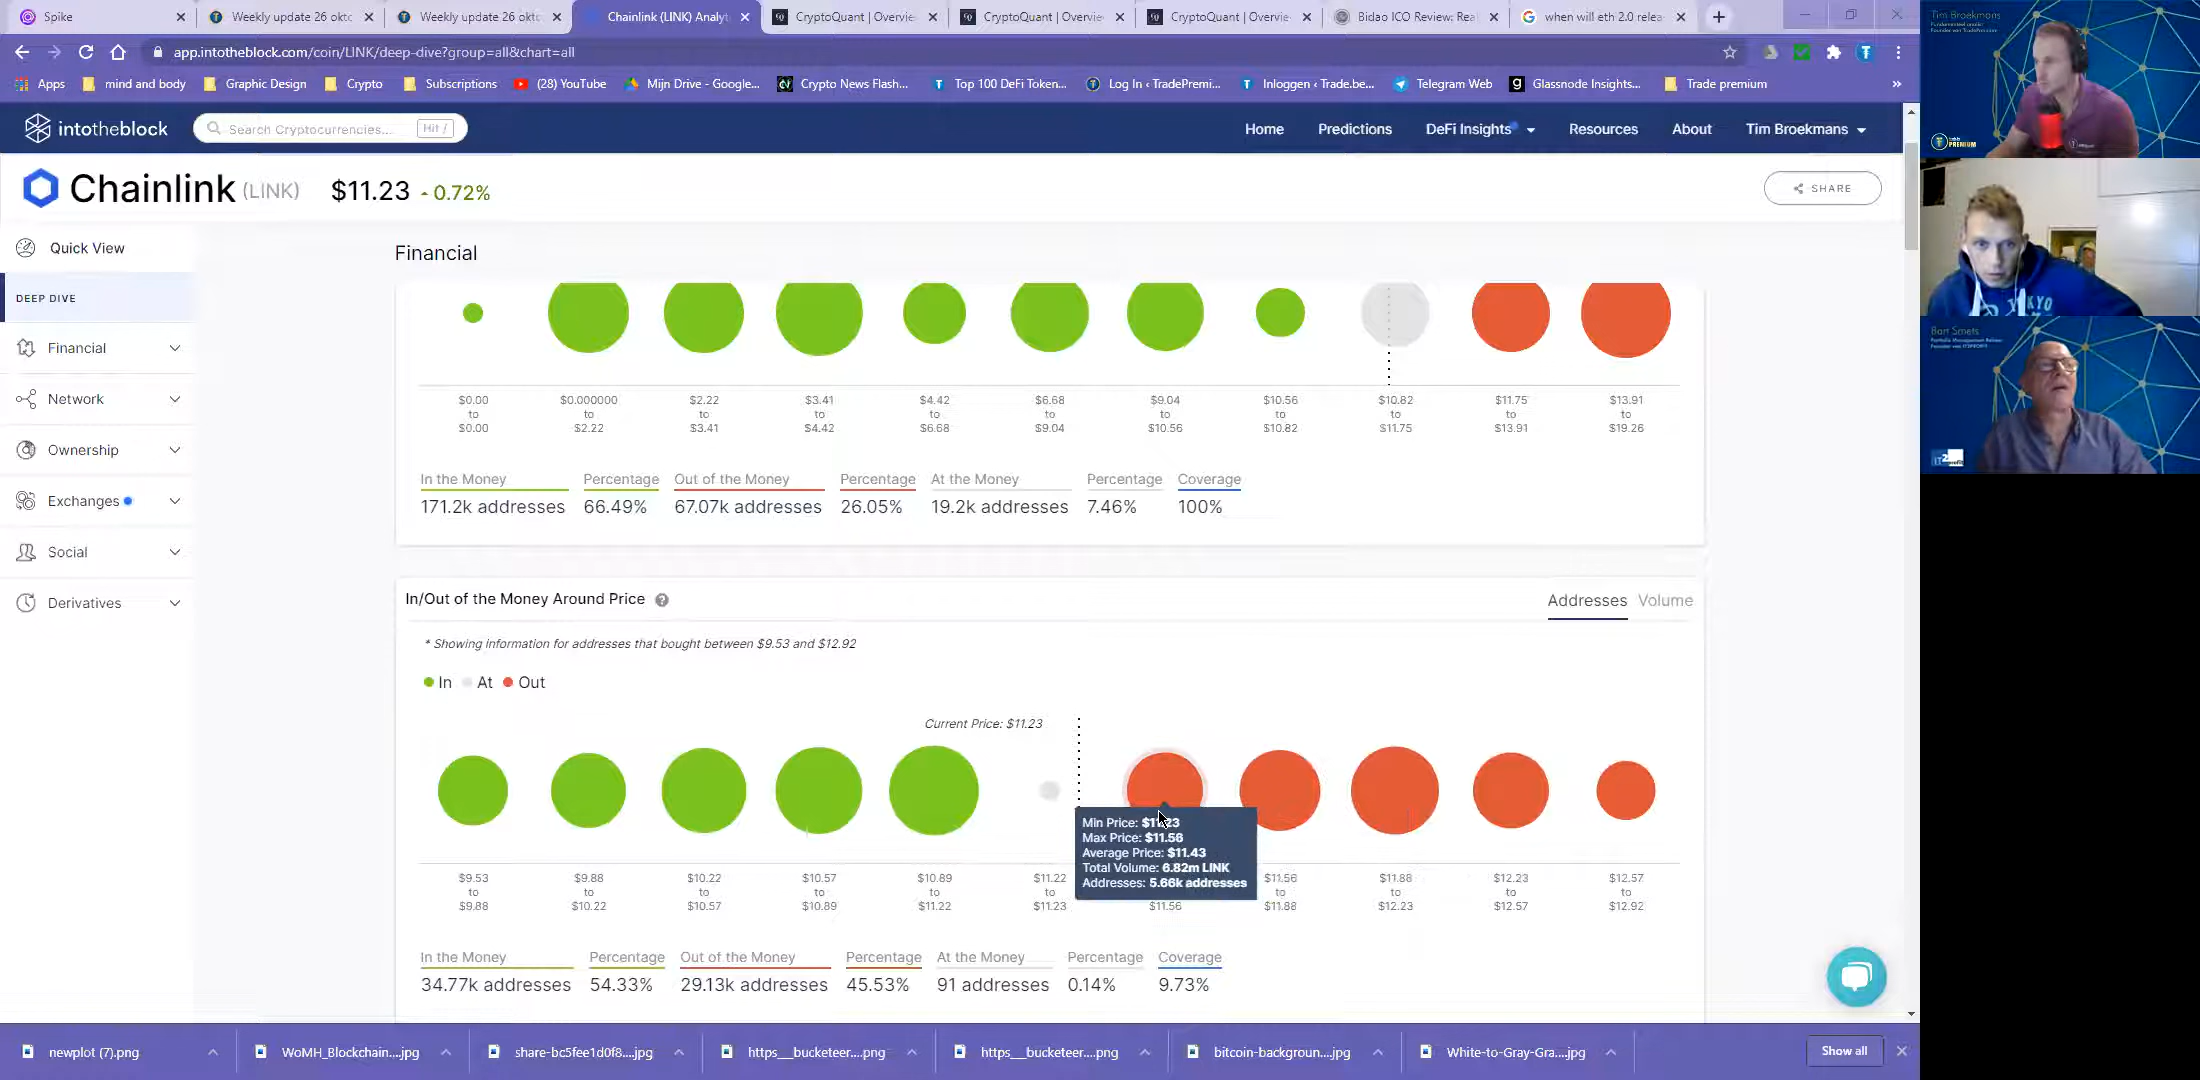 Spike
Weekly update 26 okto
Weekly update 26 okto
Chainlink (LINK) Analyt
CryptoQuant | Overvie
CryptoQuant | Overvie
CryptoQuant | Overvie
Bidao ICO Review: Rea
when will eth 2.0 relea
app.intotheblock.com/coin/LINK/deep-dive?group=all&chart=all
Apps
mind and body
Graphic Design
Crypto
Subscriptions
(28) YouTube
Mijn Drive - Google...
Crypto News Flash...
Top 100 DeFi Token...
Log In ‹ TradePremi...
Inloggen ‹ Trade.be...
Telegram Web
Glassnode Insights...
Trade premium
»
intotheblock
Search Cryptocurrencies...
Hit /
Home
Predictions
DeFi Insights
Resources
About
Tim Broekmans
Chainlink (LINK) $11.23 0.72%
SHARE
Quick View
DEEP DIVE
Financial
Network
Ownership
Exchanges
Social
Derivatives
Financial
$0.00 to $0.00
$0.000000 to $2.22
$2.22 to $3.41
$3.41 to $4.42
$4.42 to $6.68
$6.68 to $9.04
$9.04 to $10.56
$10.56 to $10.82
$10.82 to $11.75
$11.75 to $13.91
$13.91 to $19.26
In the Money Percentage Out of the Money Percentage At the Money Percentage Coverage
171.2k addresses 66.49% 67.07k addresses 26.05% 19.2k addresses 7.46% 100%
In/Out of the Money Around Price ?
Addresses Volume
* Showing information for addresses that bought between $9.53 and $12.92
In At Out
Current Price: $11.23
Min Price: $11.23
Max Price: $11.56
Average Price: $11.43
Total Volume: 6.82m LINK
Addresses: 5.66k addresses
$9.53 to $9.88
$9.88 to $10.22
$10.22 to $10.57
$10.57 to $10.89
$10.89 to $11.22
$11.22 to $11.23
$11.56
$11.56 to $11.88
$11.88 to $12.23
$12.23 to $12.57
$12.57 to $12.92
In the Money Percentage Out of the Money Percentage At the Money Percentage Coverage
34.77k addresses 54.33% 29.13k addresses 45.53% 91 addresses 0.14% 9.73%
newplot (7).png
WoMH_Blockchain....jpg
share-bc5fee1d0f8....jpg
https__bucketeer....png
https__bucketeer....png
bitcoin-backgroun....jpg
White-to-Gray-Gra....jpg
Show all
Tim Broekmans
PREMIUM
Bart Smets